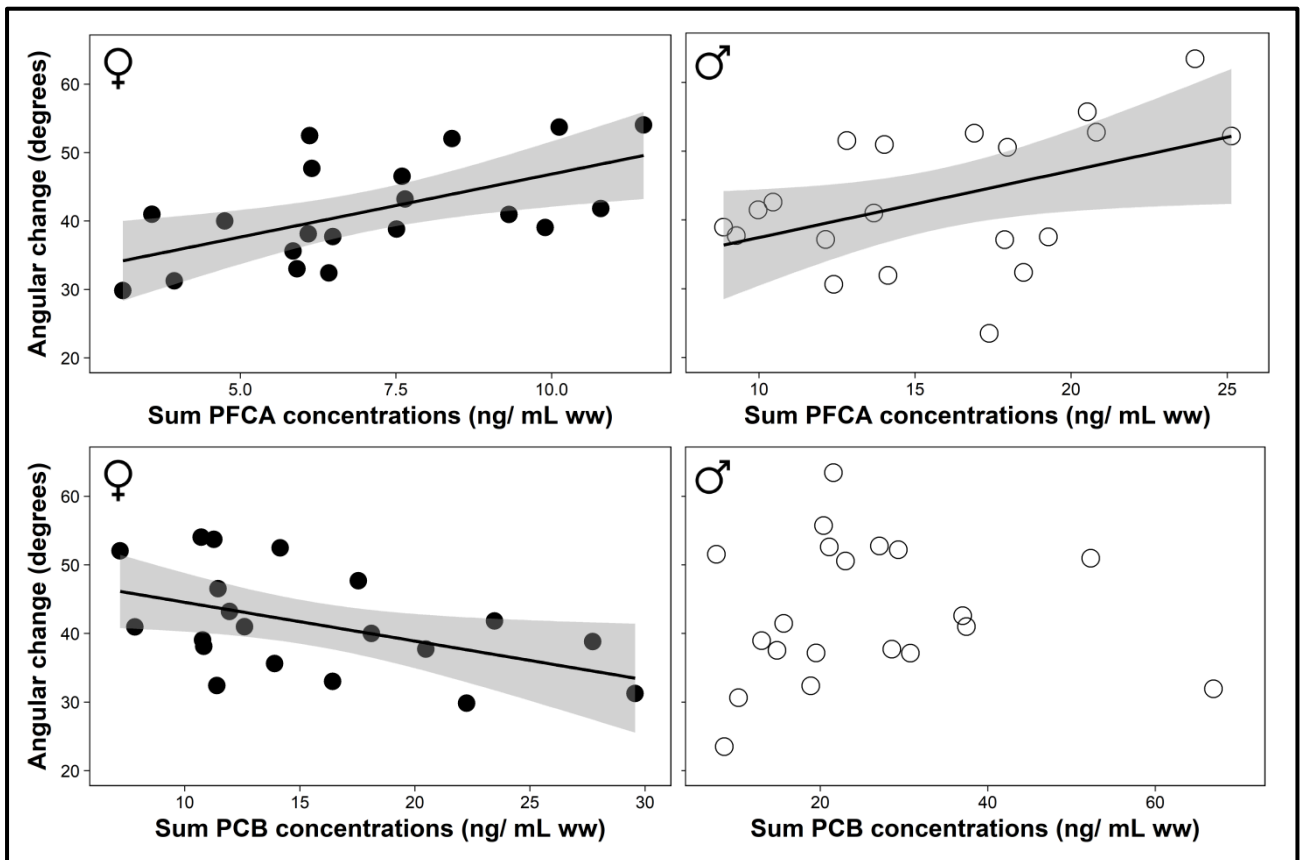 ♀
♂
Angular change (degrees)
60
50
40
30
20
5.0 7.5 10.0
10 15 20 25
Sum PFCA concentrations (ng/ mL ww)
Sum PFCA concentrations (ng/ mL ww)
♀
♂
Angular change (degrees)
60
50
40
30
20
10 15 20 25 30
20 40 60
Sum PCB concentrations (ng/ mL ww)
Sum PCB concentrations (ng/ mL ww)